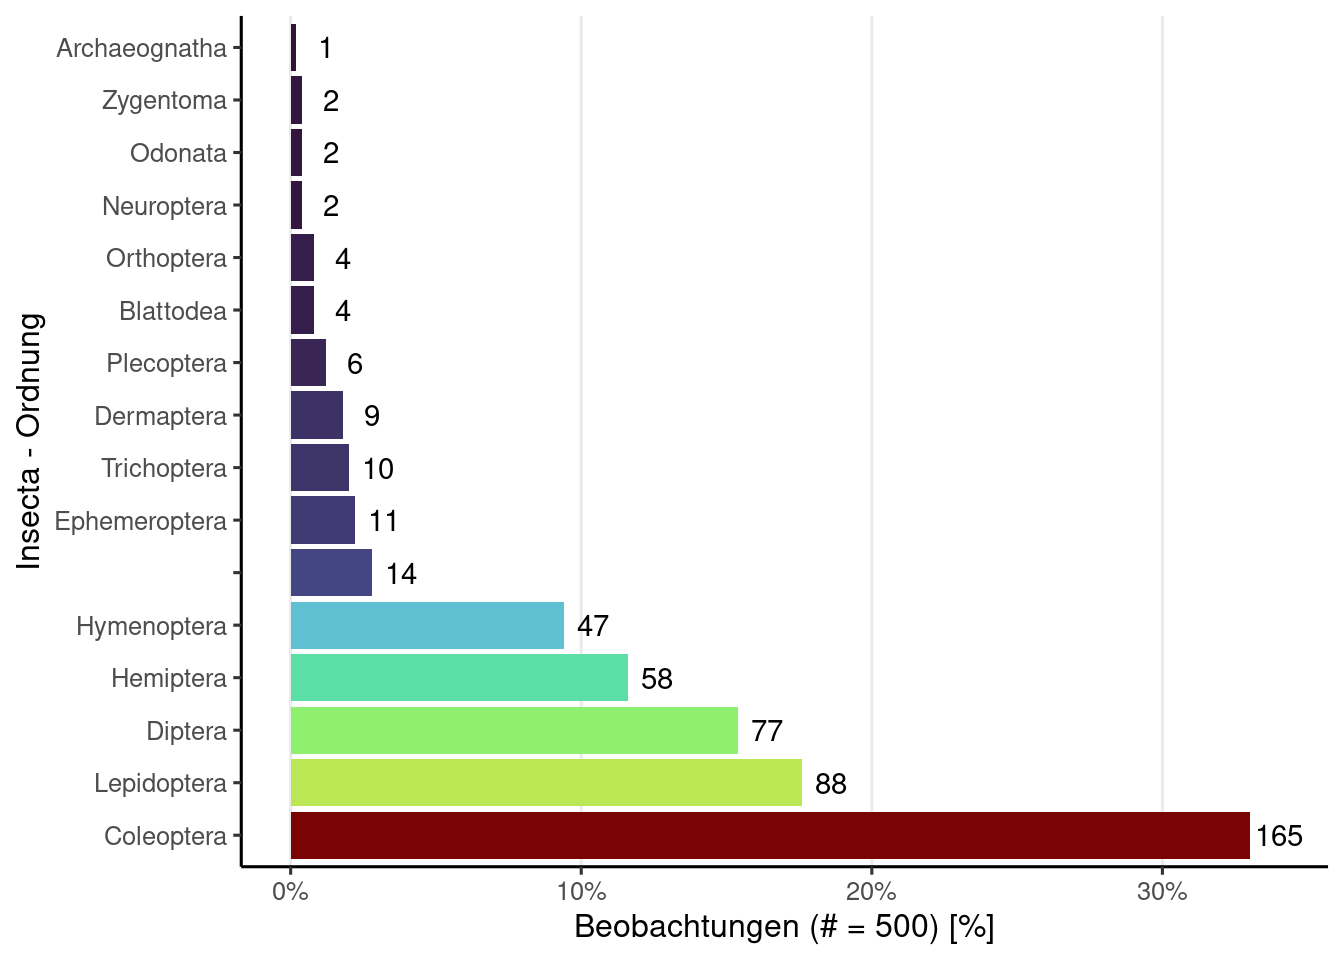 Insecta - Ordnung
Archaeognatha 1
Zygentoma 2
Odonata 2
Neuroptera 2
Orthoptera 4
Blattodea 4
Plecoptera 6
Dermaptera 9
Trichoptera 10
Ephemeroptera 11
14
Hymenoptera 47
Hemiptera 58
Diptera 77
Lepidoptera 88
Coleoptera 165
0% 10% 20% 30%
Beobachtungen (# = 500) [%]